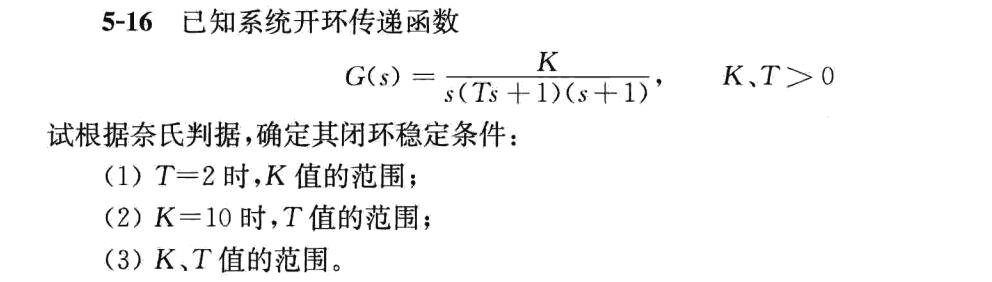 5-16 已知系统开环传递函数
G(s) = K / s(Ts+1)(s+1), K、T>0
试根据奈氏判据,确定其闭环稳定条件:
(1) T=2 时,K 值的范围;
(2) K=10 时,T 值的范围;
(3) K、T 值的范围。